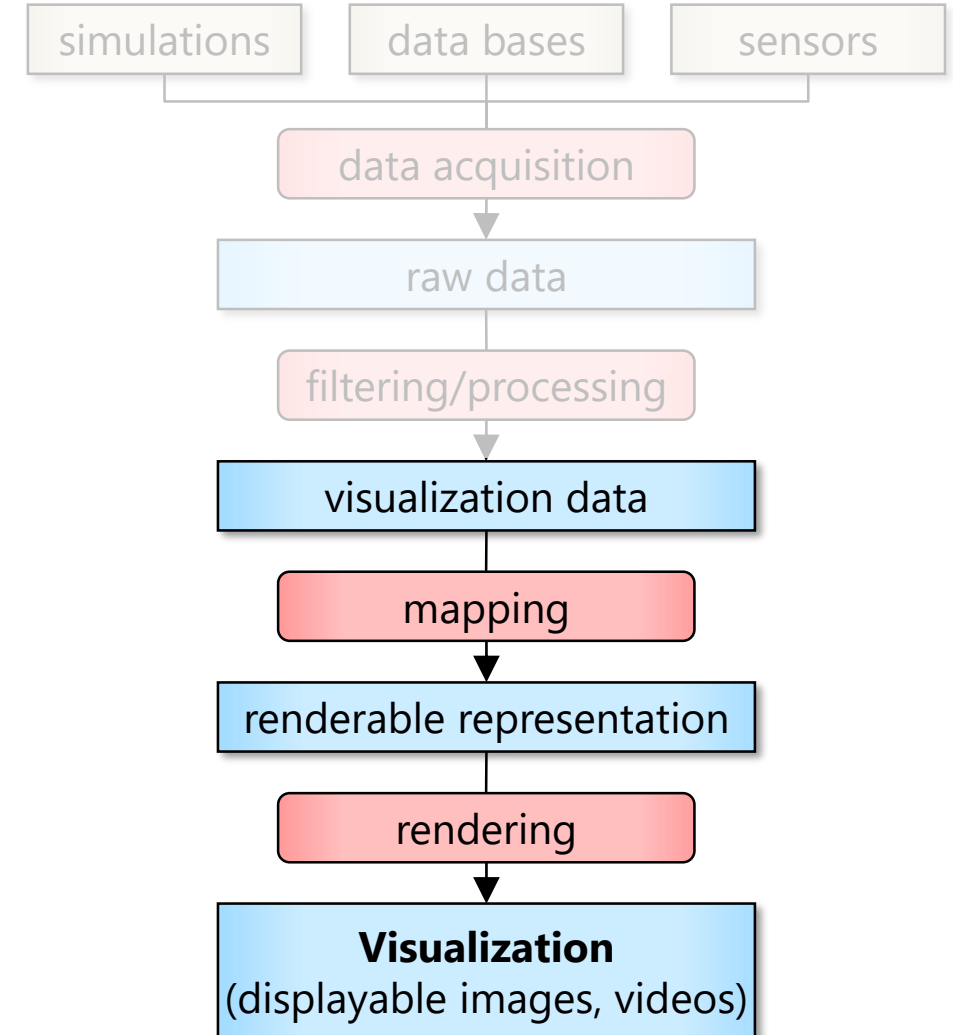 simulations data bases sensors
data acquisition
raw data
filtering/processing
visualization data
mapping
renderable representation
rendering
Visualization
(displayable images, videos)